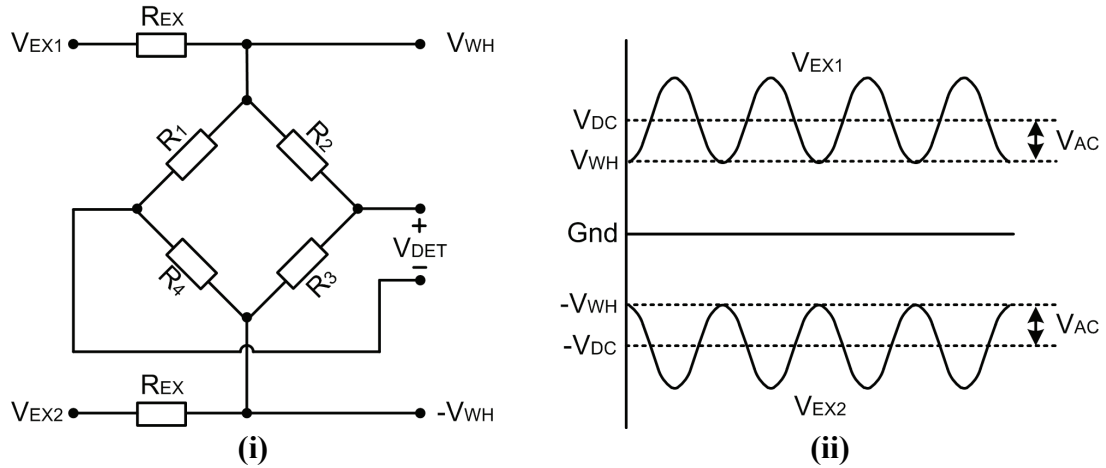 VEX1
REX
VWH
R1
R2
+
VDET
–
R4
R3
VEX2
REX
-VWH
(i)
VEX1
VDC
VWH
VAC
Gnd
-VWH
-VDC
VAC
VEX2
(ii)